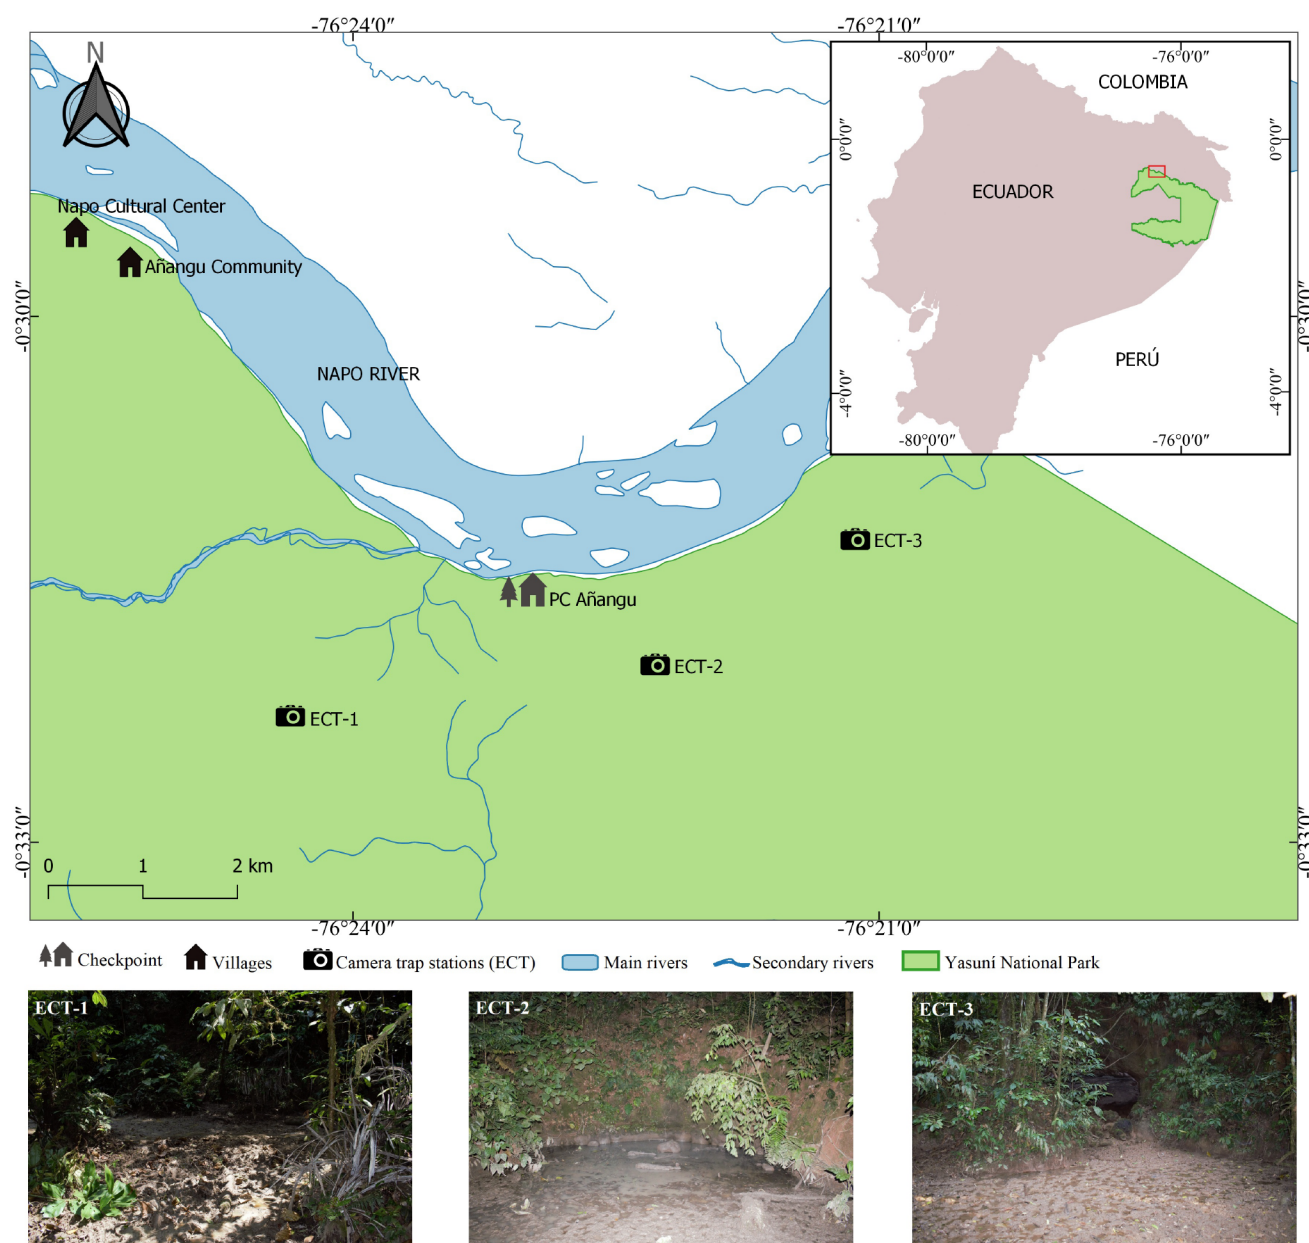 -76°24'0" -76°21'0"
N
-80°0'0" -76°0'0"
COLOMBIA
0°0'0" 0°0'0"
ECUADOR
Napo Cultural Center
Añangu Community
-0°30'0" -0°30'0"
NAPO RIVER
PERÚ
-4°0'0" -4°0'0"
-80°0'0" -76°0'0"
ECT-3
PC Añangu
ECT-2
ECT-1
-0°33'0" -0°33'0"
0 1 2 km
-76°24'0" -76°21'0"
Checkpoint Villages Camera trap stations (ECT) Main rivers Secondary rivers Yasuni National Park
ECT-1 ECT-2 ECT-3